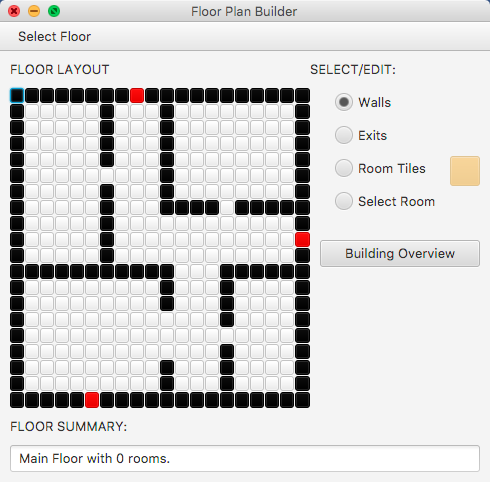 Floor Plan Builder
Select Floor
FLOOR LAYOUT
SELECT/EDIT:
Walls
Exits
Room Tiles
Select Room
Building Overview
FLOOR SUMMARY:
Main Floor with 0 rooms.